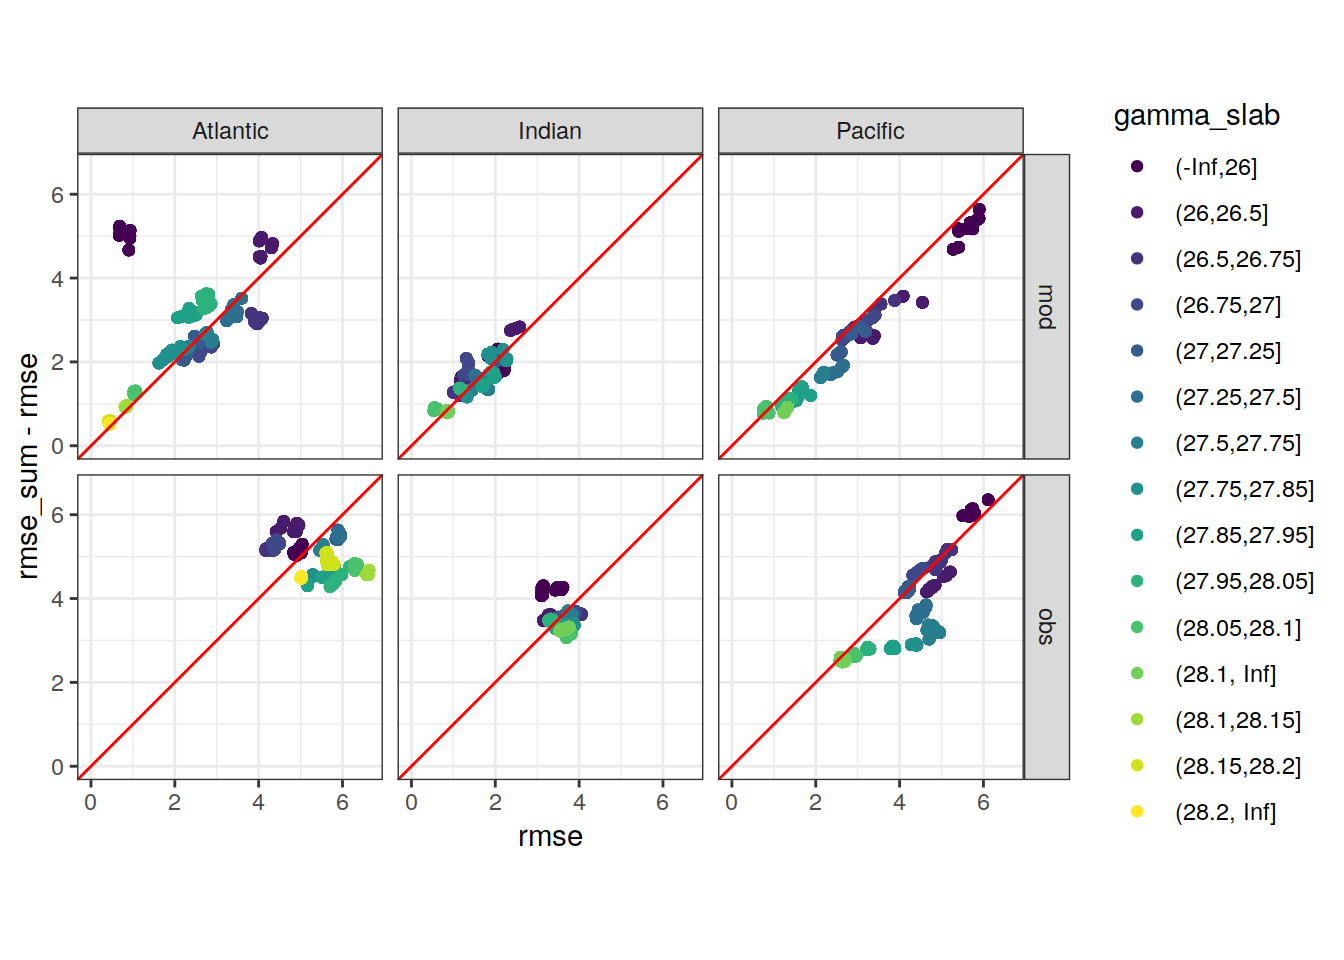 Atlantic Indian Pacific
gamma_slab
(-Inf,26]
(26,26.5]
(26.5,26.75]
(26.75,27]
(27,27.25]
(27.25,27.5]
(27.5,27.75]
(27.75,27.85]
(27.85,27.95]
(27.95,28.05]
(28.05,28.1]
(28.1, Inf]
(28.1,28.15]
(28.15,28.2]
(28.2, Inf]
rmse_sum - rmse
6
4
2
0
mod
6
4
2
0
obs
0 2 4 6 0 2 4 6 0 2 4 6
rmse